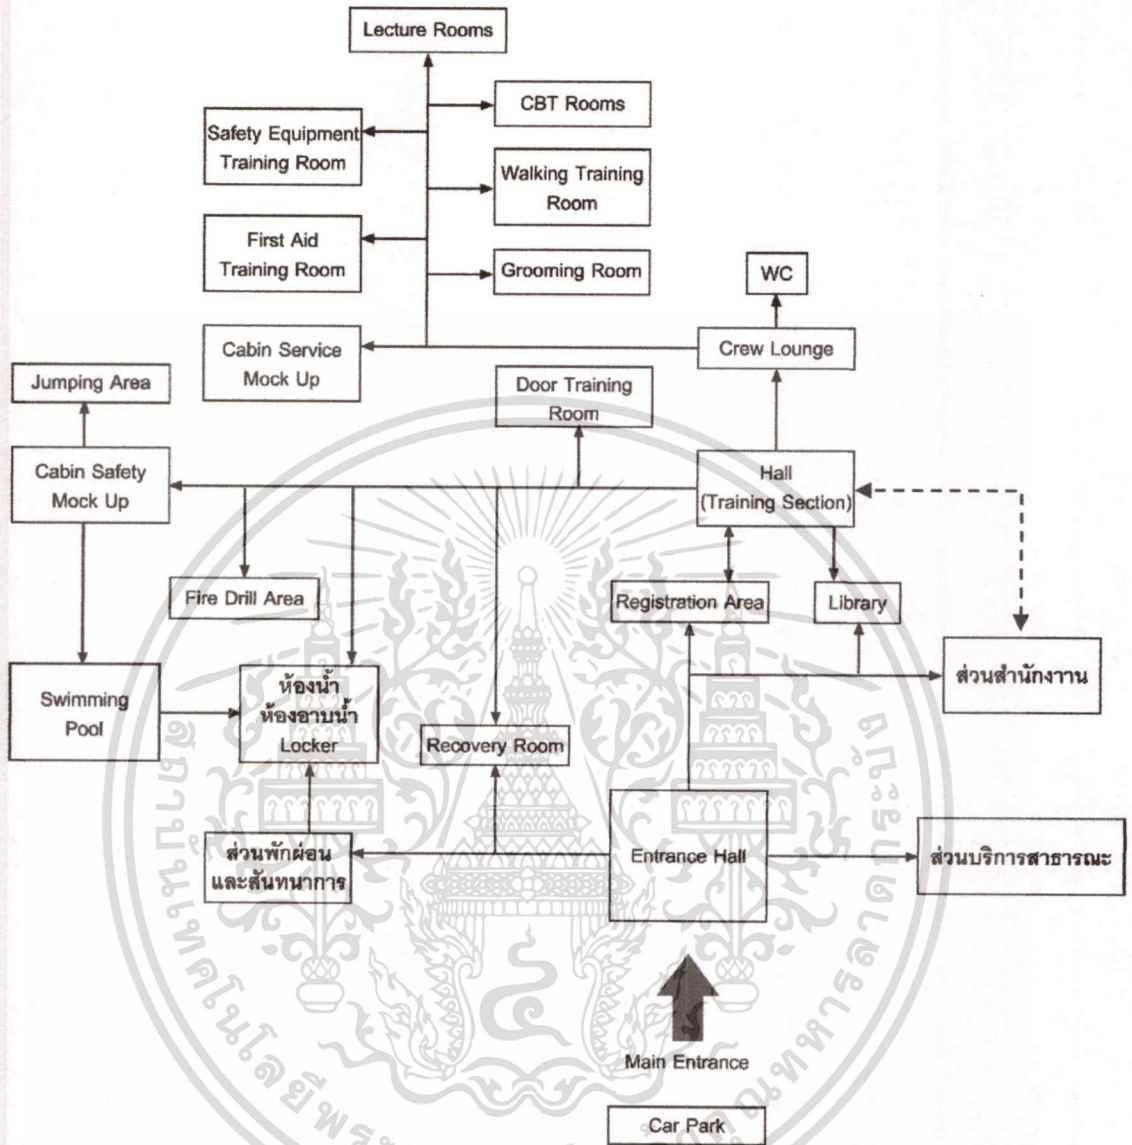 Lecture Rooms
CBT Rooms
Safety Equipment
Training Room
Walking Training
Room
First Aid
Training Room
Grooming Room
WC
Cabin Service
Mock Up
Crew Lounge
Jumping Area
Door Training
Room
Cabin Safety
Mock Up
Hall
(Training Section)
Fire Drill Area
Registration Area
Library
ส่วนสำนักงาาน
Swimming
Pool
ห้องน้ำ
ห้องอาบน้ำ
Locker
Recovery Room
ส่วนพักผ่อน
และสันทนาการ
Entrance Hall
ส่วนบริการสาธารณะ
Main Entrance
Car Park